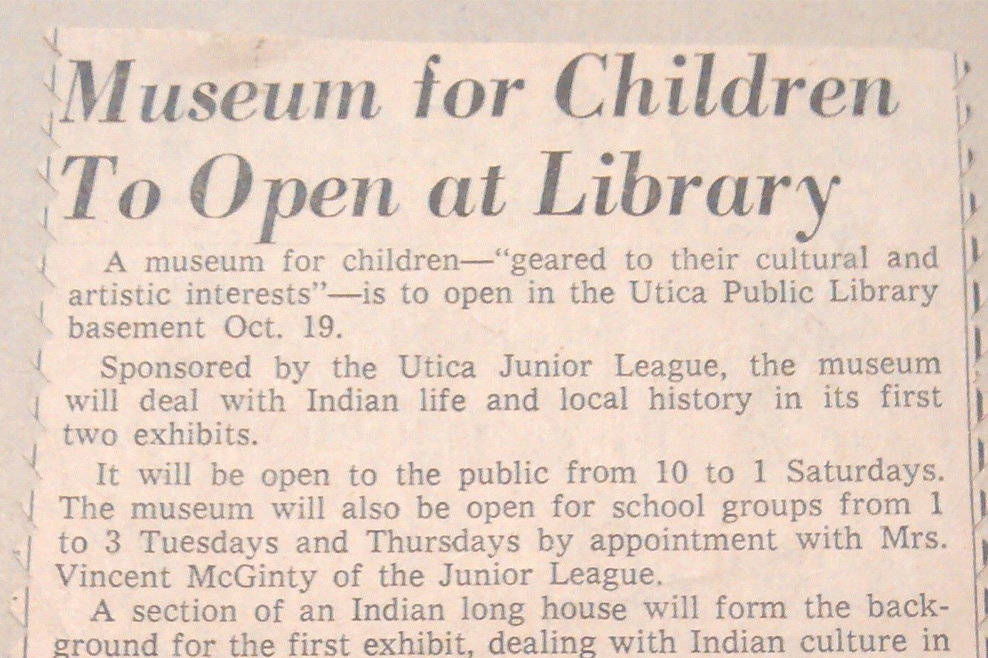 Museum for Children
To Open at Library
A museum for children—“geared to their cultural and
artistic interests”—is to open in the Utica Public Library
basement Oct. 19.
Sponsored by the Utica Junior League, the museum
will deal with Indian life and local history in its first
two exhibits.
It will be open to the public from 10 to 1 Saturdays.
The museum will also be open for school groups from 1
to 3 Tuesdays and Thursdays by appointment with Mrs.
Vincent McGinty of the Junior League.
A section of an Indian long house will form the back-
ground for the first exhibit, dealing with Indian culture in